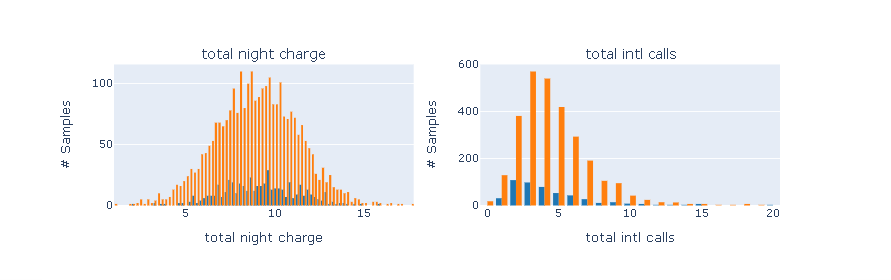 total night charge
# Samples
100
50
0
5
10
15
total night charge
total intl calls
# Samples
600
400
200
0
0
5
10
15
20
total intl calls